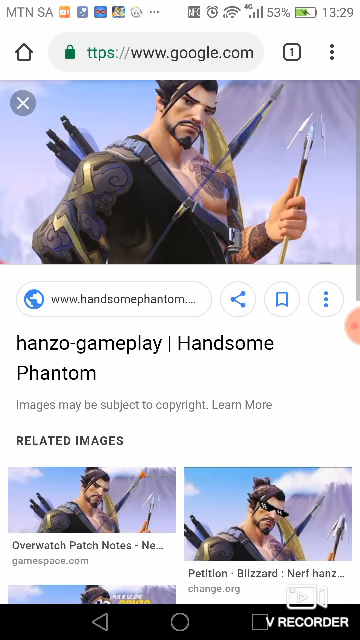 MTN SA ··· 4G 53% 13:29
ttps://www.google.com 1
www.handsomephantom....
hanzo-gameplay | Handsome
Phantom
Images may be subject to copyright. Learn More
RELATED IMAGES
Overwatch Patch Notes - Ne...
gamespace.com
Petition · Blizzard : Nerf hanz...
change.org
V RECORDER